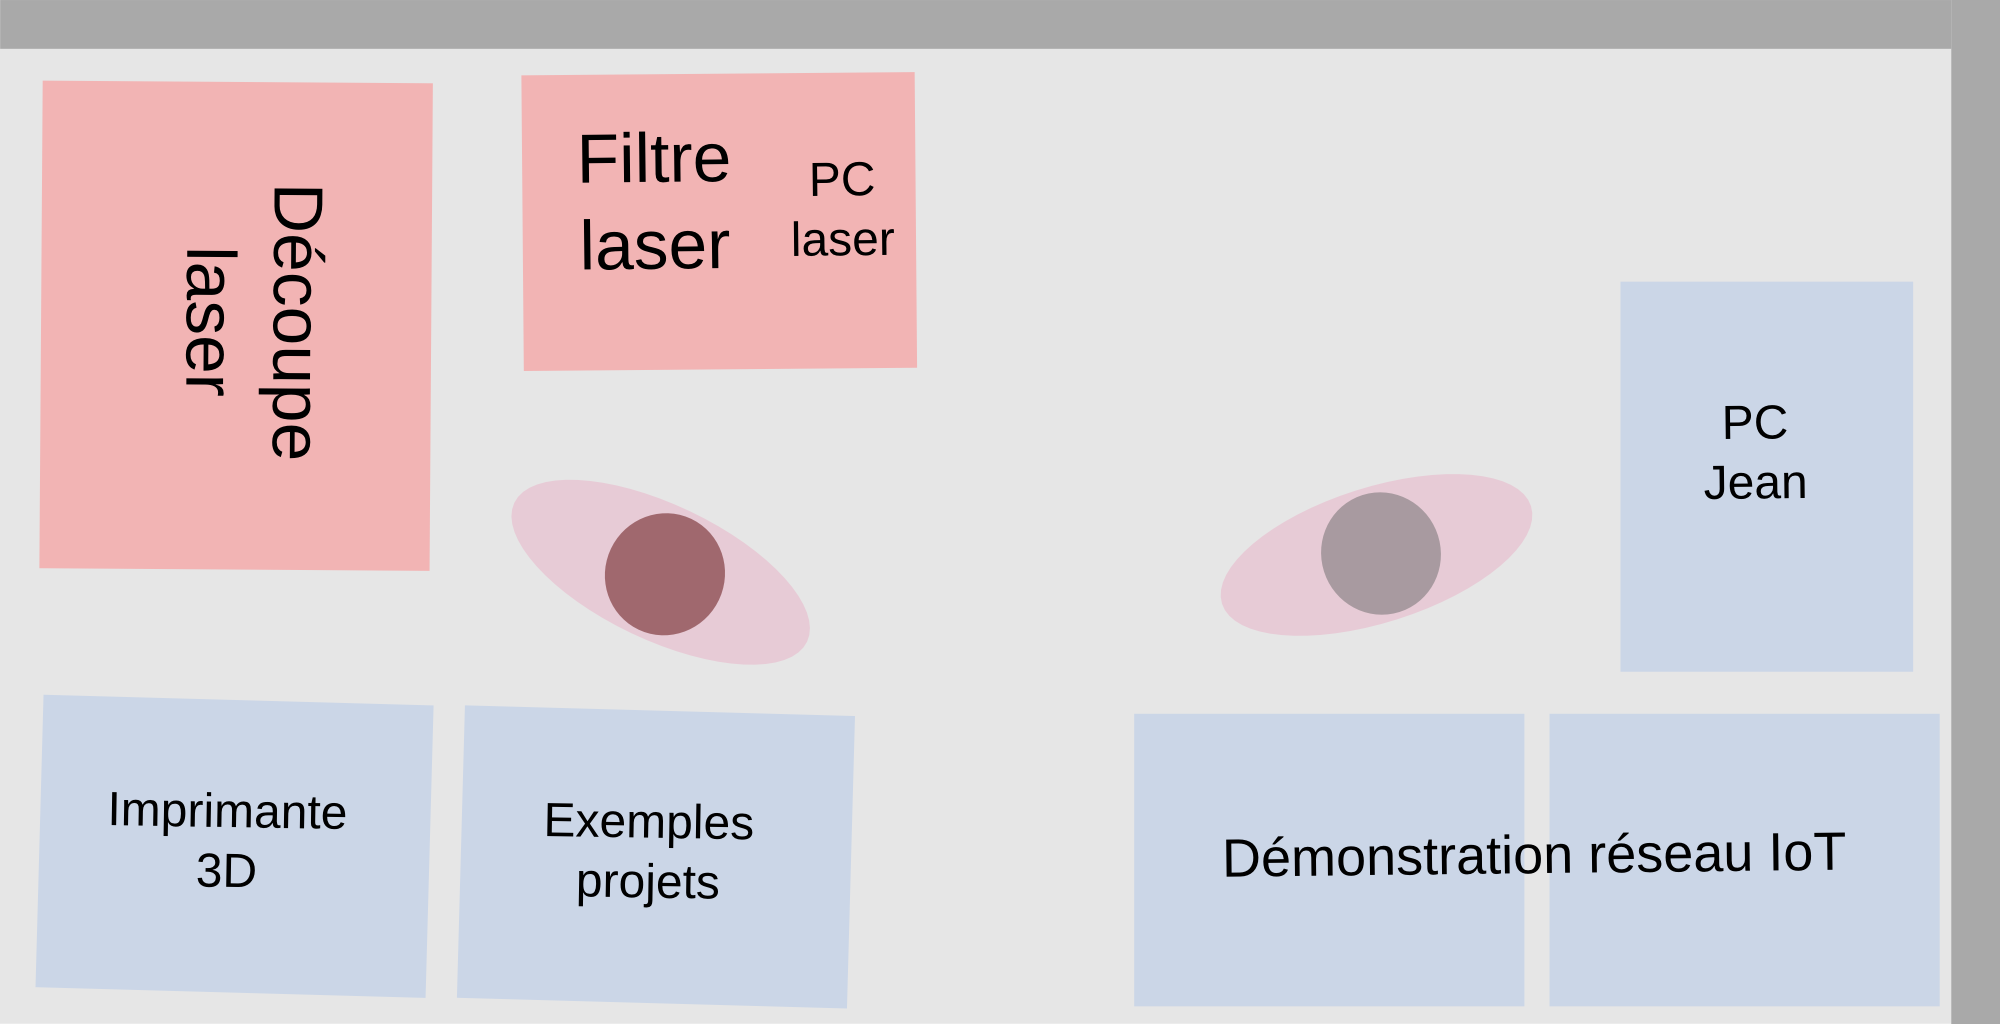 Découpe
laser
Filtre
laser
PC
laser
PC
Jean
Imprimante
3D
Exemples
projets
Démonstration réseau IoT